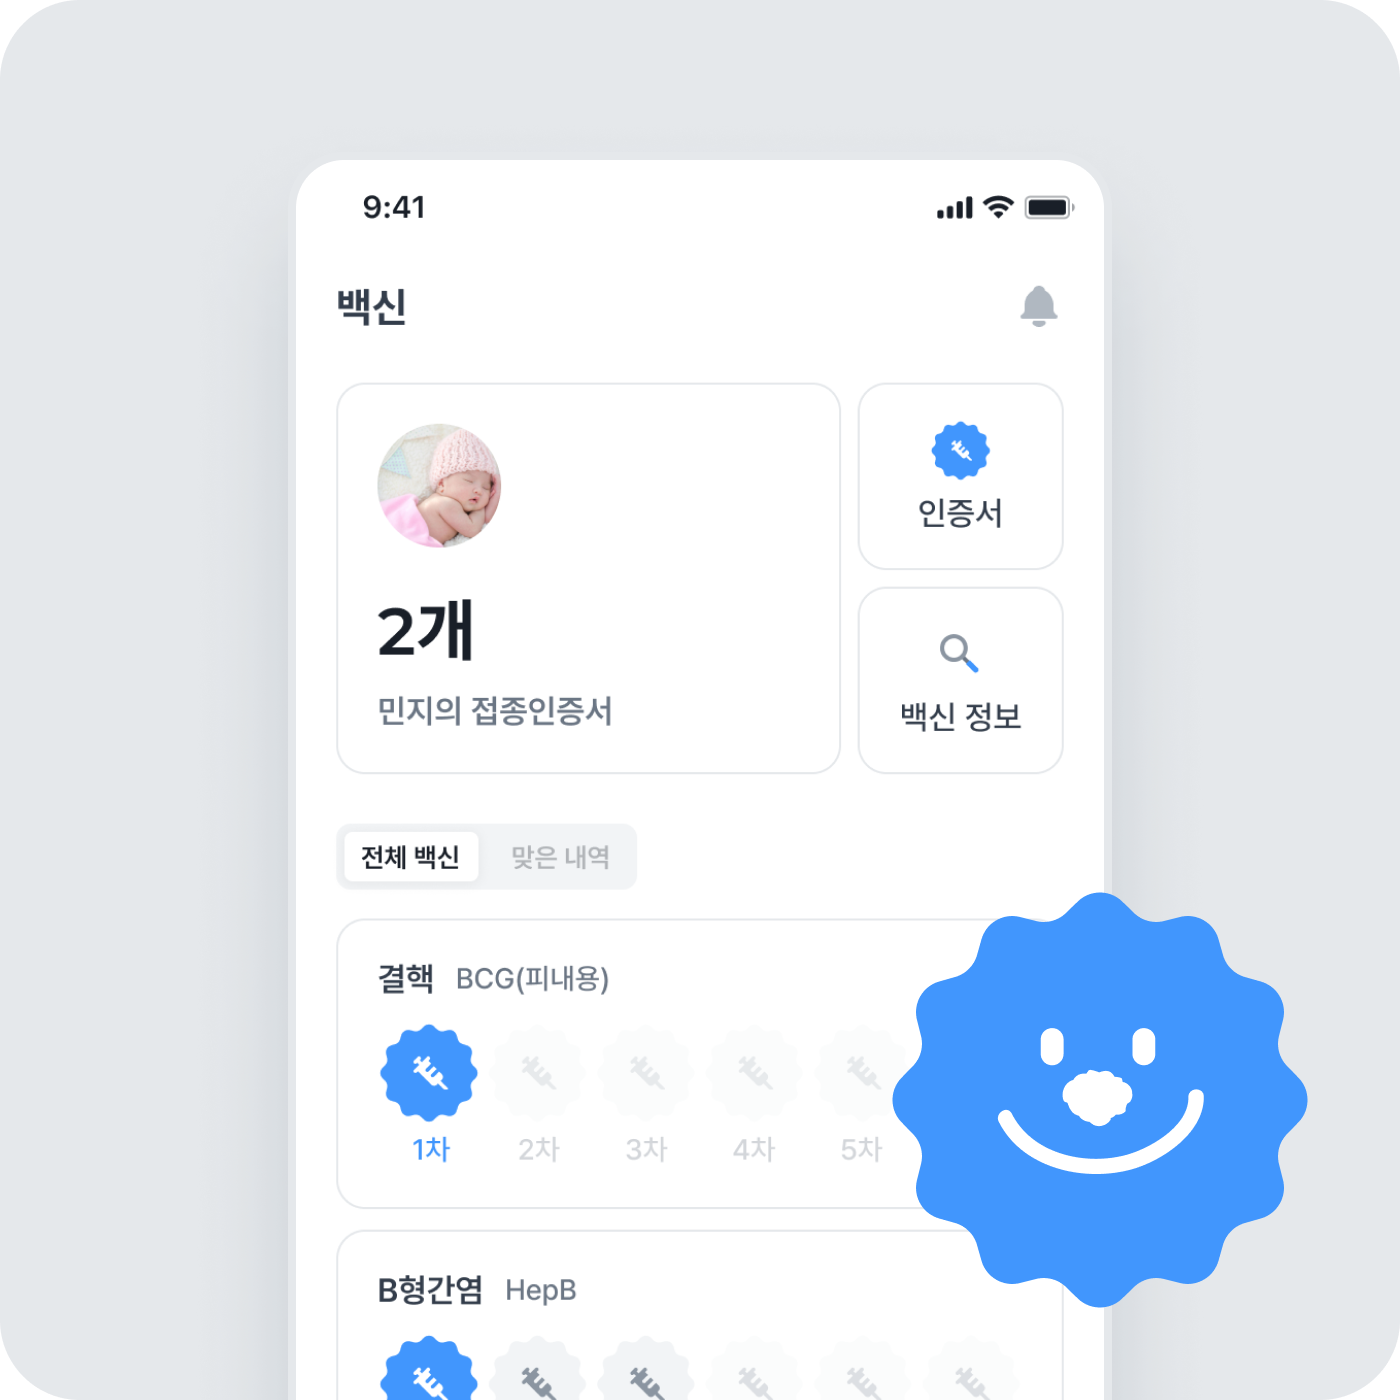 9:41
백신
인증서
2개
민지의 접종인증서
백신 정보
전체 백신 맞은 내역
결핵 BCG(피내용)
1차 2차 3차 4차 5차
B형간염 HepB